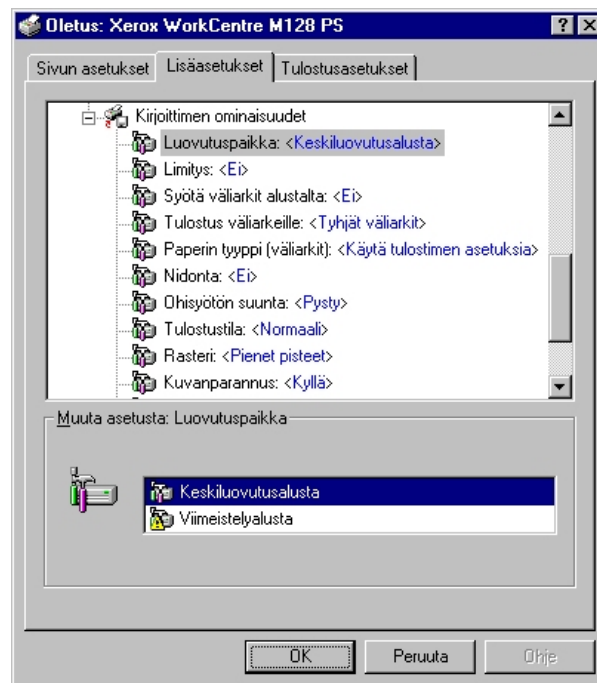 Oletus: Xerox WorkCentre M128 PS
Sivun asetukset Lisäasetukset Tulostusasetukset
Kirjoittimen ominaisuudet
Luovutuspaikka: <Keskiluovutusalusta>
Limitys: <Ei>
Syötä väliarkit alustalta: <Ei>
Tulostus väliarkeille: <Tyhjät väliarkit>
Paperin tyyppi (väliarkit): <Käytä tulostimen asetuksia>
Nidonta: <Ei>
Ohisyötön suunta: <Pysty>
Tulostustila: <Normaali>
Rasteri: <Pienet pisteet>
Kuvanparannus: <Kyllä>
Muuta asetusta: Luovutuspaikka
Keskiluovutusalusta
Viimeistelyalusta
OK Peruuta Ohje